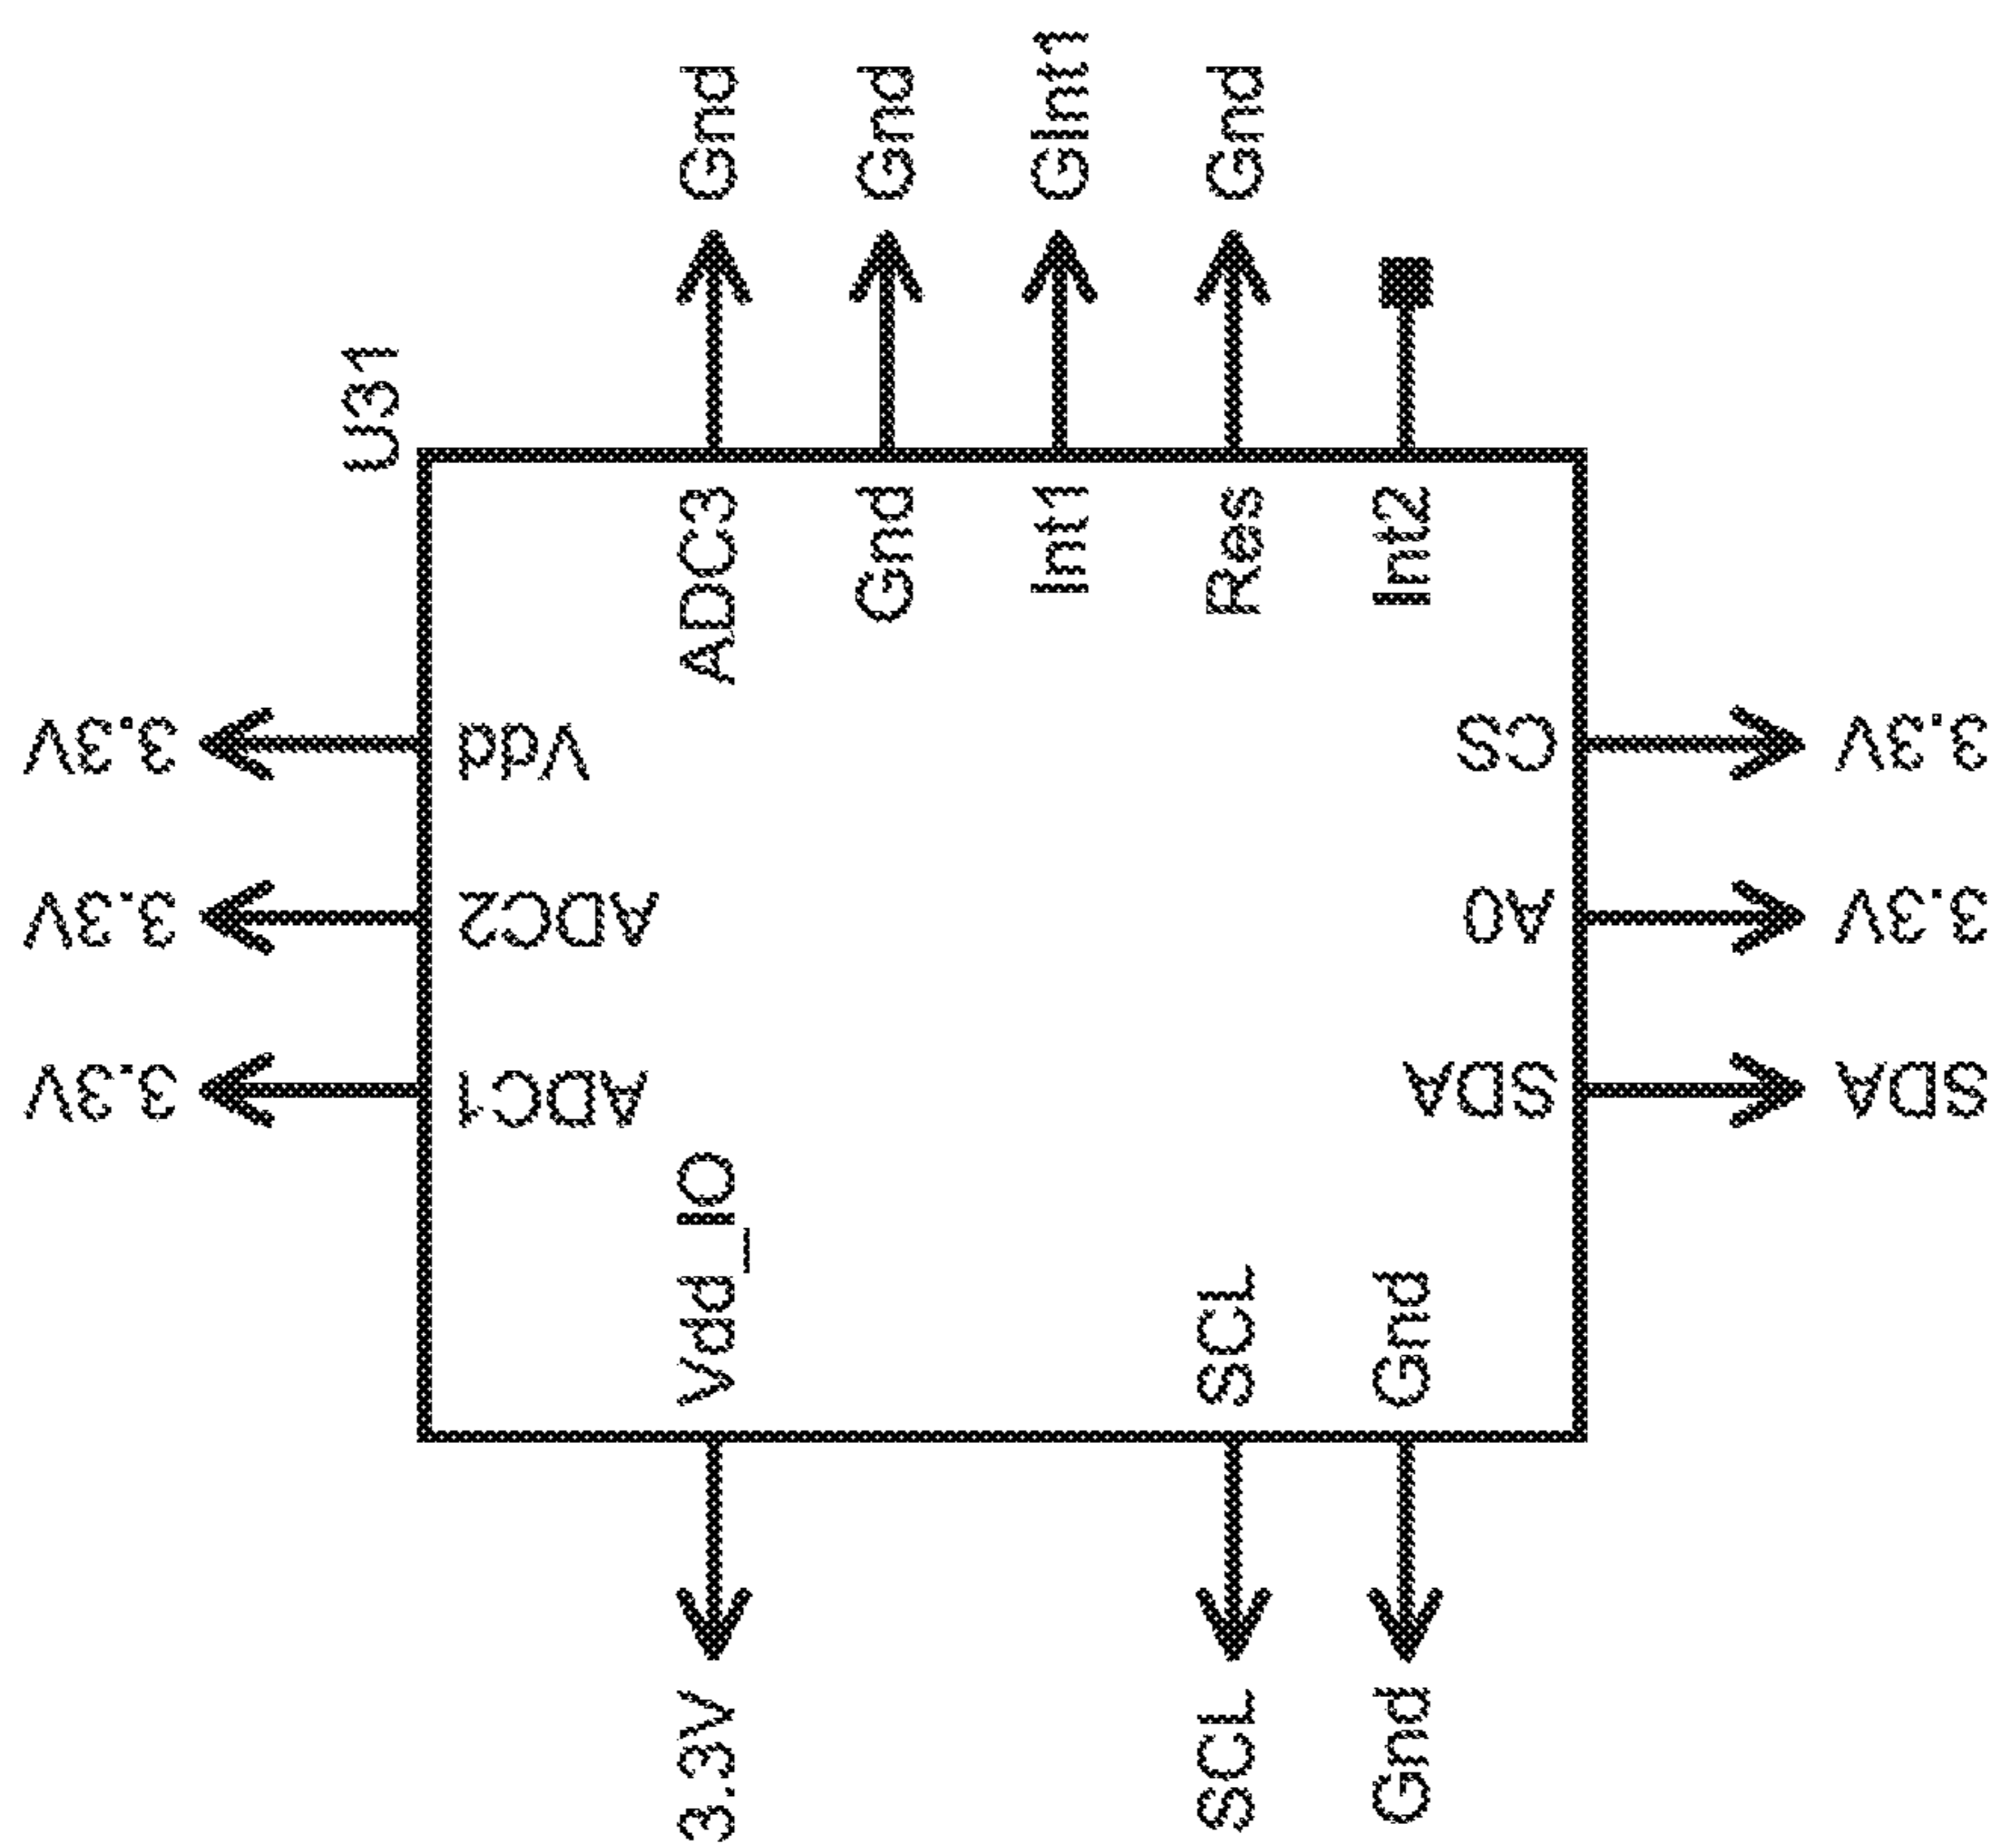 U31
Gnd
Gnd
GInt1
Gnd
ADC3
Gnd
Int1
Res
Int2
3.3V
Vdd
3.3V
ADC2
3.3V
ADC1
CS
3.3V
A0
3.3V
SDA
SDA
Vdd_IO
SCL
Gnd
3.3V
SCL
Gnd